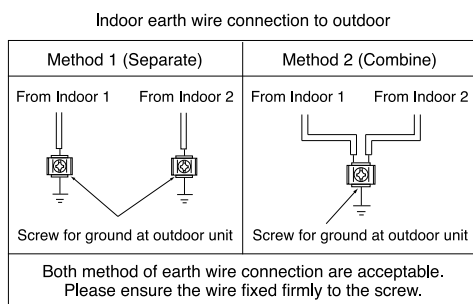 Indoor earth wire connection to outdoor
Method 1 (Separate)
From Indoor 1 From Indoor 2
Screw for ground at outdoor unit
Method 2 (Combine)
From Indoor 1 From Indoor 2
Screw for ground at outdoor unit
Both method of earth wire connection are acceptable.
Please ensure the wire fixed firmly to the screw.